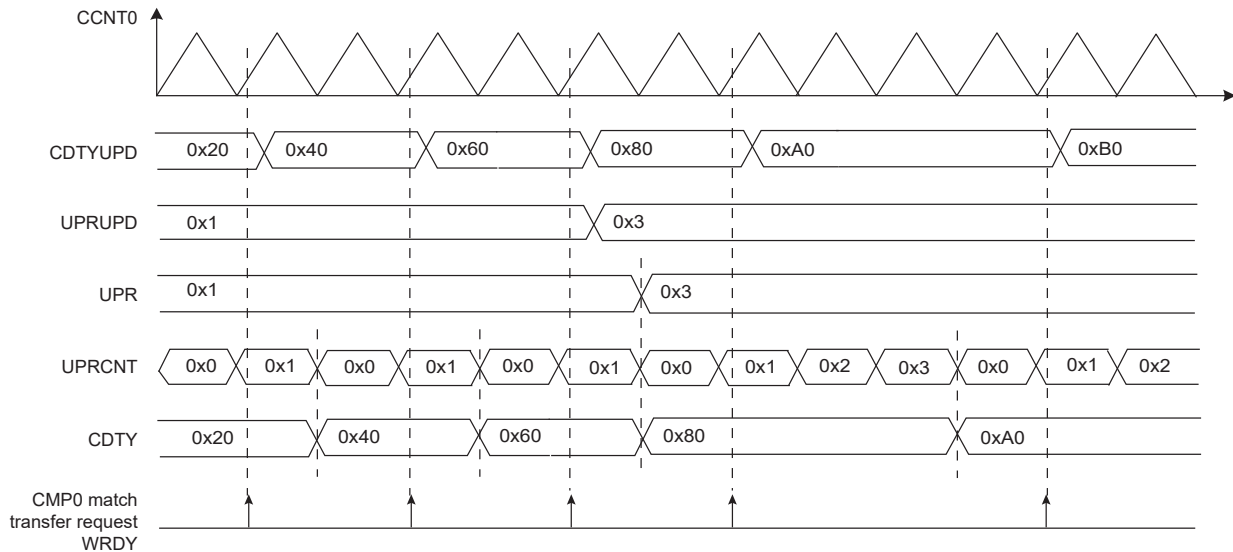 CCNT0
CDTYUPD 0x20 0x40 0x60 0x80 0xA0 0xB0
UPRUPD 0x1 0x3
UPR 0x1 0x3
UPRCNT 0x0 0x1 0x0 0x1 0x0 0x1 0x0 0x1 0x2 0x3 0x0 0x1 0x2
CDTY 0x20 0x40 0x60 0x80 0xA0
CMP0 match
transfer request
WRDY